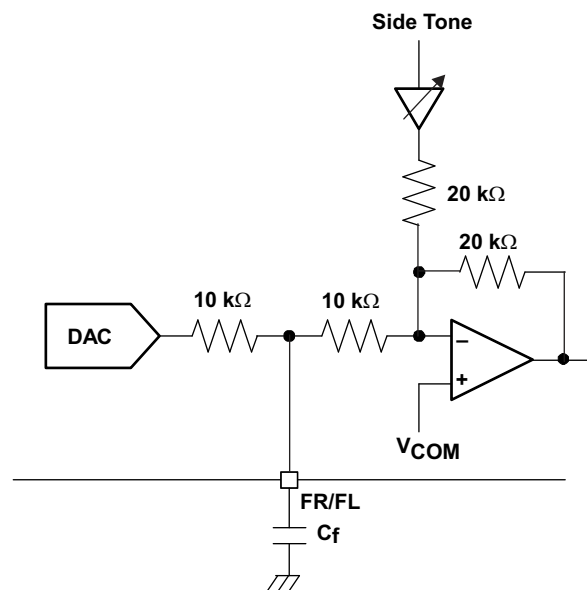 Side Tone
20 kΩ
20 kΩ
10 kΩ
10 kΩ
DAC
−
+
VCOM
FR/FL
Cf